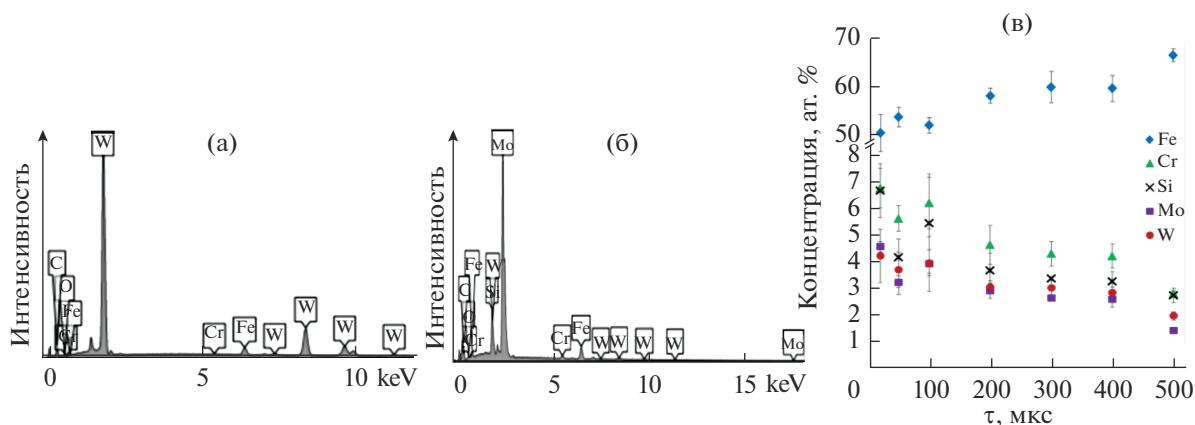 (а)
Интенсивность
W
C
O
Fe
Cr
Cr
Fe
W
W
W
W
0
5
10
keV
(б)
Интенсивность
Mo
Fe
W
C
Si
O
Cr
Cr
Fe
W
W
W
W
Mo
0
5
10
15
keV
(в)
Концентрация, ат. %
70
60
50
8
7
6
5
4
3
2
1
0
100
200
300
400
500
τ, мкс
Fe
Cr
Si
Mo
W